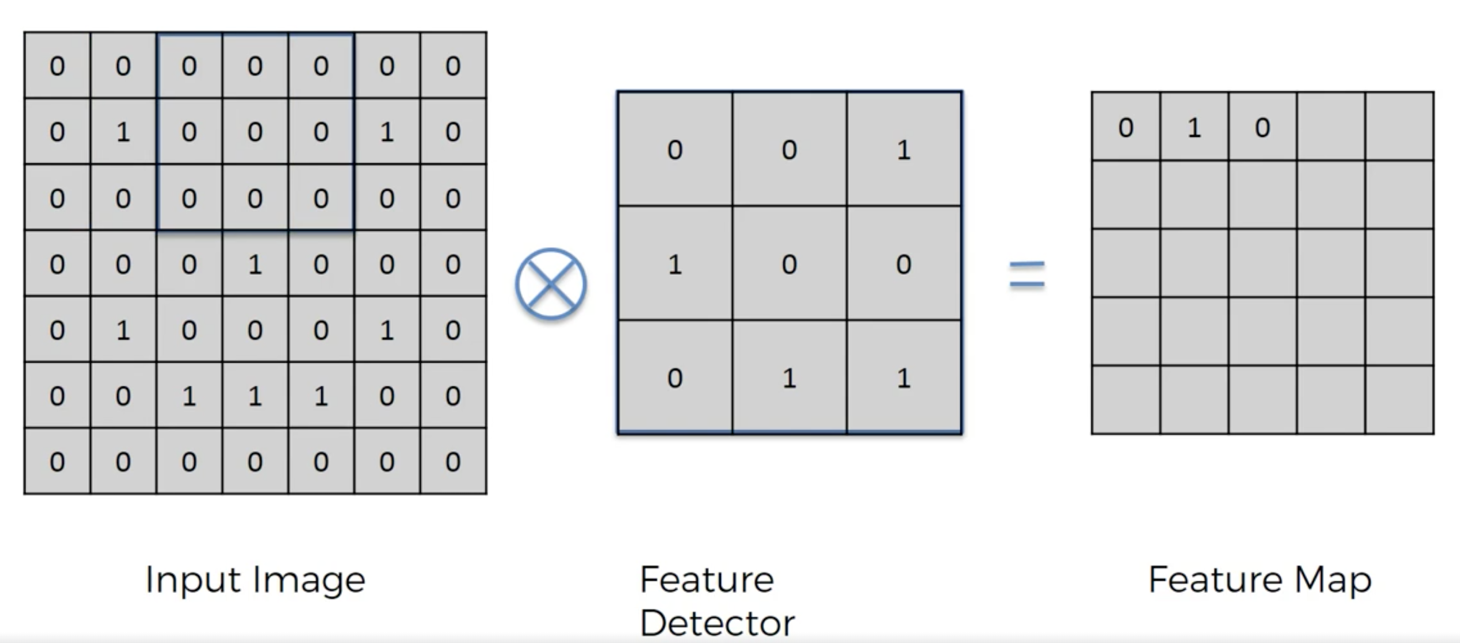 0 0 0 0 0 0 0
0 1 0 0 0 1 0
0 0 0 0 0 0 0
0 0 0 1 0 0 0
0 1 0 0 0 1 0
0 0 1 1 1 0 0
0 0 0 0 0 0 0
Input Image
0 0 1
1 0 0
0 1 1
Feature
Detector
=
0 1 0
Feature Map